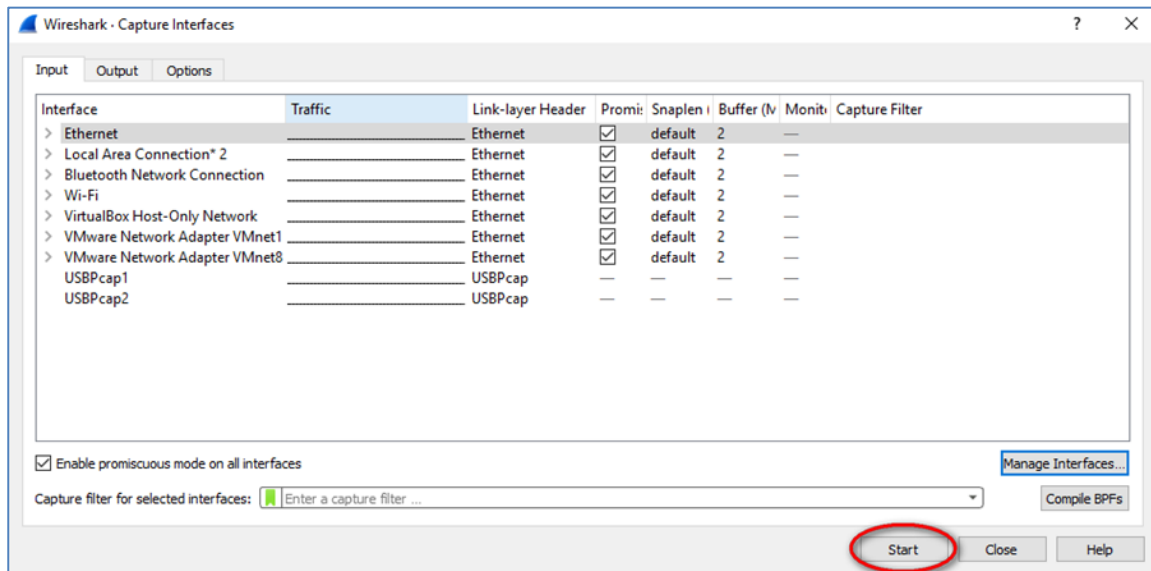 Wireshark · Capture Interfaces ?
Input Output Options
Interface Traffic Link-layer Header Promi: Snaplen ( Buffer (M Monit Capture Filter
Ethernet Ethernet default 2 —
Local Area Connection* 2 Ethernet default 2 —
Bluetooth Network Connection Ethernet default 2 —
Wi-Fi Ethernet default 2 —
VirtualBox Host-Only Network Ethernet default 2 —
VMware Network Adapter VMnet1 Ethernet default 2 —
VMware Network Adapter VMnet8 Ethernet default 2 —
USBPcap1 USBPcap — — — —
USBPcap2 USBPcap — — — —
Enable promiscuous mode on all interfaces Manage Interfaces...
Capture filter for selected interfaces: Enter a capture filter ... Compile BPFs
Start Close Help